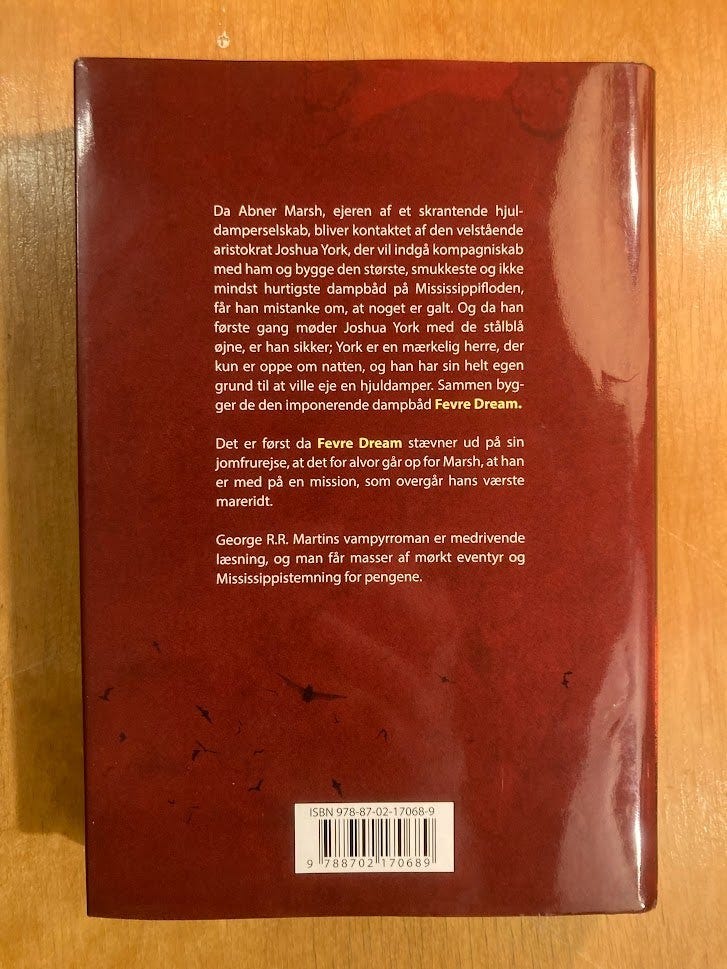 Da Abner Marsh, ejeren af et skrantende hjul-
damperselskab, bliver kontaktet af den velstående
aristokrat Joshua York, der vil indgå kompagniskab
med ham og bygge den største, smukkeste og ikke
mindst hurtigste dampbåd på Mississippifloden,
får han mistanke om, at noget er galt. Og da han
første gang møder Joshua York med de stålblå
øjne, er han sikker; York er en mærkelig herre, der
kun er oppe om natten, og han har sin helt egen
grund til at ville eje en hjuldamper. Sammen byg-
ger de den imponerende dampbåd Fevre Dream.
Det er først da Fevre Dream stævner ud på sin
jomfrurejse, at det for alvor går op for Marsh, at han
er med på en mission, som overgår hans værste
mareridt.
George R.R. Martins vampyrroman er medrivende
læsning, og man får masser af mørkt eventyr og
Mississippistemning for pengene.
ISBN 978-87-02-17068-9
9 788702 170689